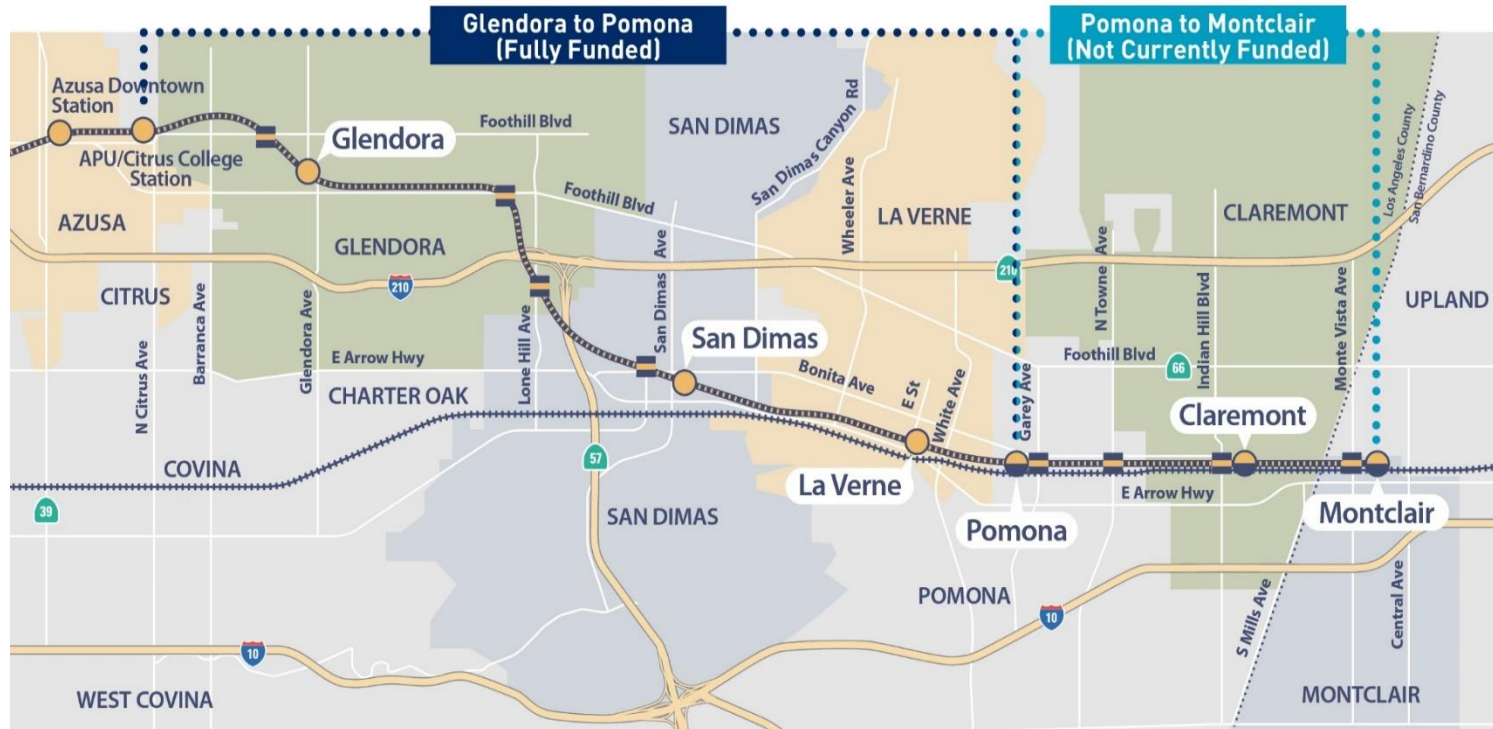 Glendora to Pomona
(Fully Funded)
Pomona to Montclair
(Not Currently Funded)
Azusa Downtown
Station
APU/Citrus College
Station
Glendora
Foothill Blvd
SAN DIMAS
San Dimas Canyon Rd
Wheeler Ave
LA VERNE
Los Angeles County
San Bernardino County
CLAREMONT
AZUSA
GLENDORA
Foothill Blvd
210
210
CITRUS
N Citrus Ave
Barranca Ave
Glendora Ave
Lone Hill Ave
San Dimas Ave
N Towne Ave
Indian Hill Blvd
Monte Vista Ave
UPLAND
San Dimas
E Arrow Hwy
CHARTER OAK
Bonita Ave
E St
White Ave
Garey Ave
Foothill Blvd
66
Claremont
COVINA
57
La Verne
E Arrow Hwy
39
SAN DIMAS
Pomona
Montclair
POMONA
10
10
S Mills Ave
Central Ave
WEST COVINA
MONTCLAIR